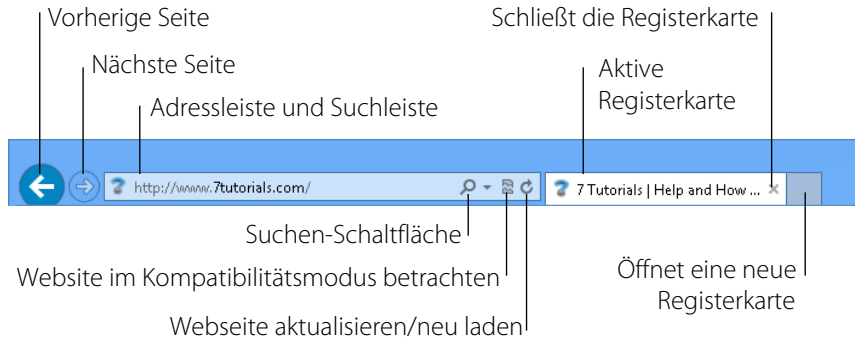 Vorherige Seite
Schließt die Registerkarte
Nächste Seite
Aktive
Registerkarte
Adressleiste und Suchleiste
http://www.7tutorials.com/
7 Tutorials | Help and How ...
Suchen-Schaltfläche
Website im Kompatibilitätsmodus betrachten
Öffnet eine neue
Registerkarte
Webseite aktualisieren/neu laden